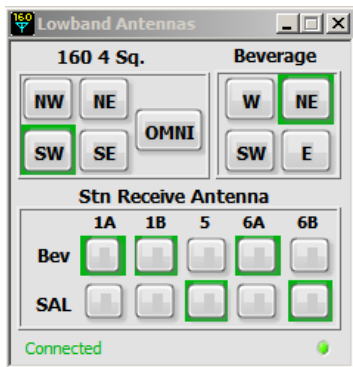 160 Lowband Antennas
160 4 Sq. Beverage
NW NE W NE
OMNI
SW SE SW E
Stn Receive Antenna
1A 1B 5 6A 6B
Bev
SAL
Connected